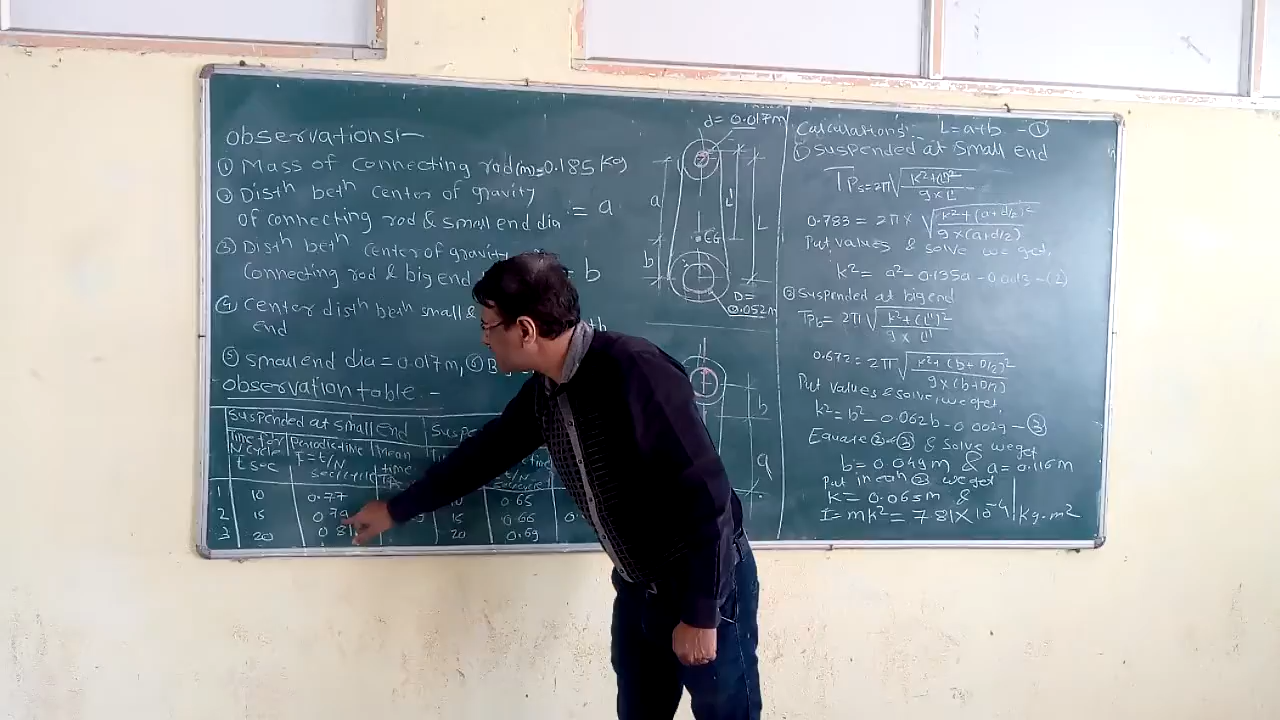 observations:-
① Mass of connecting rod(m)=0.185 Kg
② Distⁿ betⁿ center of gravity
of connecting rod & small end dia := a
③ Distⁿ betⁿ center of gravity
connecting rod & big end = b
④ center distⁿ betⁿ small &
end
⑤ small end dia = 0.017m, ⑥ B
observation table :-
Suspended at small end
Time for N cycle t sec
Periodic time T=t/N sec/cycle
Mean time
t/N sec/cycle
1 10 0.77 10 0.65
2 15 0.79 15 0.66
3 20 0.81 20 0.69
d= 0.017m
a
L'
L
CG
b
D=
0.052m
b
a
Calculations:- L=a+b -①
① Suspended at small end
TPs=2π√K²+(L')²/g×L'
0.783 = 2π × √K²+(a+d/2)²/g×(a+d/2)
Put values & solve we get,
K² = a²-0.135a-0.0013-(2)
② Suspended at big end
TPb= 2π√K²+(L")²/g×L"
0.672=2π√K²+(b+D/2)²/g×(b+D/2)
Put values & solve, we get,
K²=b²-0.062b-0.0029-③
Equate ②&③ & solve we get
b=0.049m & a=0.116m
Put in eqn ② we get
K= 0.065m &
I=mk²= 7.81×10⁻⁴ Kg-m²